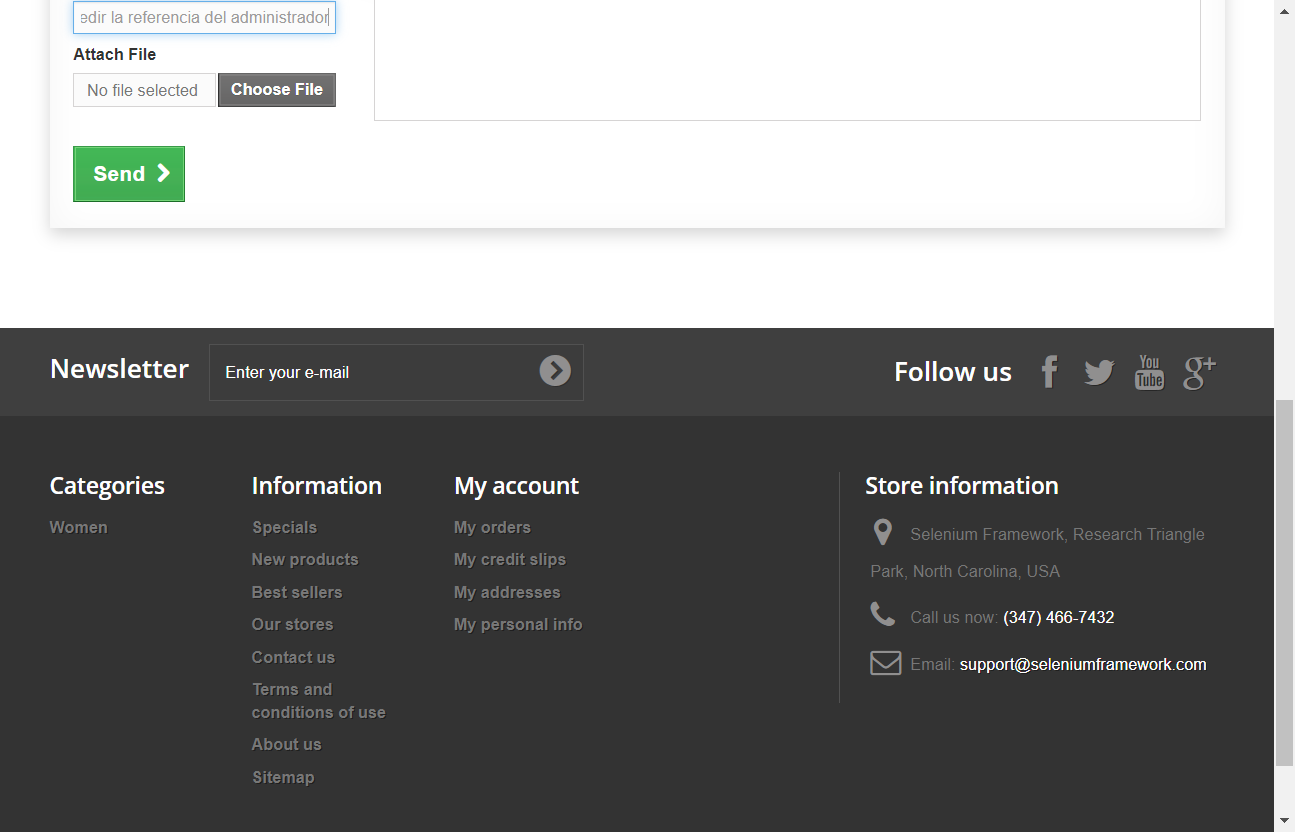 edir la referencia del administrador
Attach File
No file selected
Choose File
Send
Newsletter
Enter your e-mail
Follow us
You
Tube
g+
Categories
Women
Information
Specials
New products
Best sellers
Our stores
Contact us
Terms and
conditions of use
About us
Sitemap
My account
My orders
My credit slips
My addresses
My personal info
Store information
Selenium Framework, Research Triangle
Park, North Carolina, USA
Call us now: (347) 466-7432
Email: support@seleniumframework.com